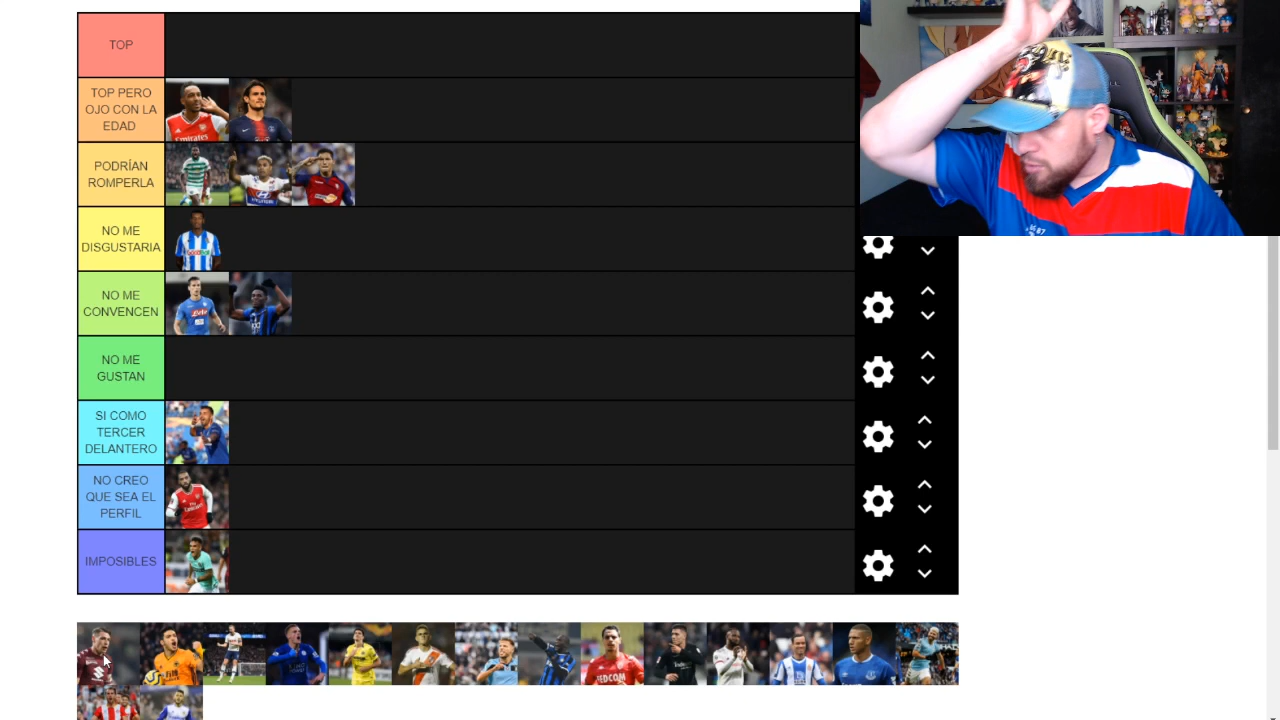 TOP
TOP PERO
OJO CON LA
EDAD
PODRÍAN
ROMPERLA
NO ME
DISGUSTARIA
NO ME
CONVENCEN
NO ME
GUSTAN
SI COMO
TERCER
DELANTERO
NO CREO
QUE SEA EL
PERFIL
IMPOSIBLES